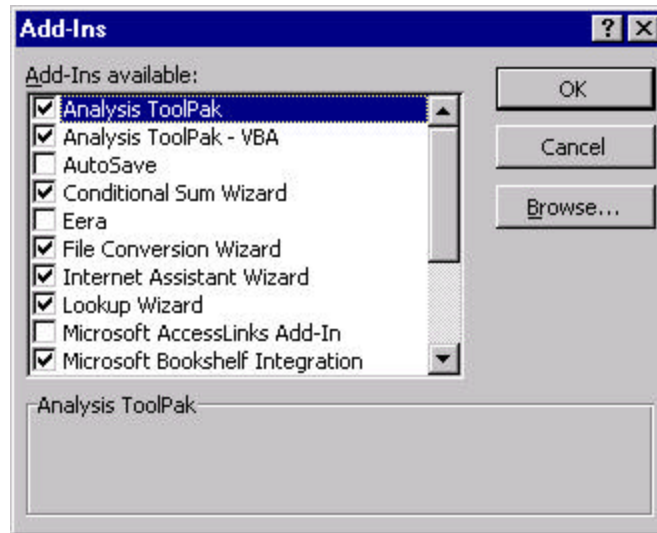 Add-Ins
Add-Ins available:
Analysis ToolPak
Analysis ToolPak - VBA
AutoSave
Conditional Sum Wizard
Eera
File Conversion Wizard
Internet Assistant Wizard
Lookup Wizard
Microsoft AccessLinks Add-In
Microsoft Bookshelf Integration
OK
Cancel
Browse...
Analysis ToolPak